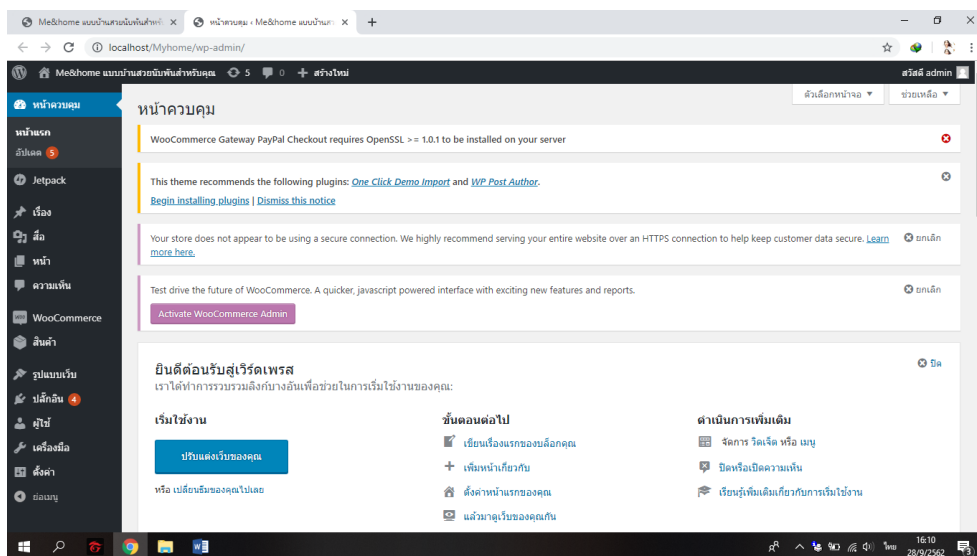 Me&home แบบบ้านสวยนับพันสำหรับ
หน้าควบคุม ‹ Me&home แบบบ้านสว
localhost/Myhome/wp-admin/
Me&home แบบบ้านสวยนับพันสำหรับคุณ 5 0 + สร้างใหม่
สวัสดี admin
ตัวเลือกหน้าจอ ▼ ช่วยเหลือ ▼
หน้าควบคุม
หน้าแรก
อัปเดต 5
Jetpack
เรื่อง
สื่อ
หน้า
ความเห็น
WooCommerce
สินค้า
รูปแบบเว็บ
ปลั๊กอิน 4
ผู้ใช้
เครื่องมือ
ตั้งค่า
ย่อเมนู
หน้าควบคุม
WooCommerce Gateway PayPal Checkout requires OpenSSL >= 1.0.1 to be installed on your server
This theme recommends the following plugins: One Click Demo Import and WP Post Author.
Begin installing plugins | Dismiss this notice
Your store does not appear to be using a secure connection. We highly recommend serving your entire website over an HTTPS connection to help keep customer data secure. Learn
more here.
ยกเลิก
Test drive the future of WooCommerce. A quicker, javascript powered interface with exciting new features and reports.
ยกเลิก
Activate WooCommerce Admin
ยินดีต้อนรับสู่เวิร์ดเพรส
ปิด
เราได้ทำการรวบรวมลิงก์บางอันเพื่อช่วยในการเริ่มใช้งานของคุณ:
เริ่มใช้งาน
ปรับแต่งเว็บของคุณ
หรือ เปลี่ยนธีมของคุณไปเลย
ขั้นตอนต่อไป
เขียนเรื่องแรกของบล็อกคุณ
เพิ่มหน้าเกี่ยวกับ
ตั้งค่าหน้าแรกของคุณ
แล้วมาดูเว็บของคุณกัน
ดำเนินการเพิ่มเติม
จัดการ วิดเจ็ต หรือ เมนู
ปิดหรือเปิดความเห็น
เรียนรู้เพิ่มเติมเกี่ยวกับการเริ่มใช้งาน
ไทย
16:10
28/9/2562